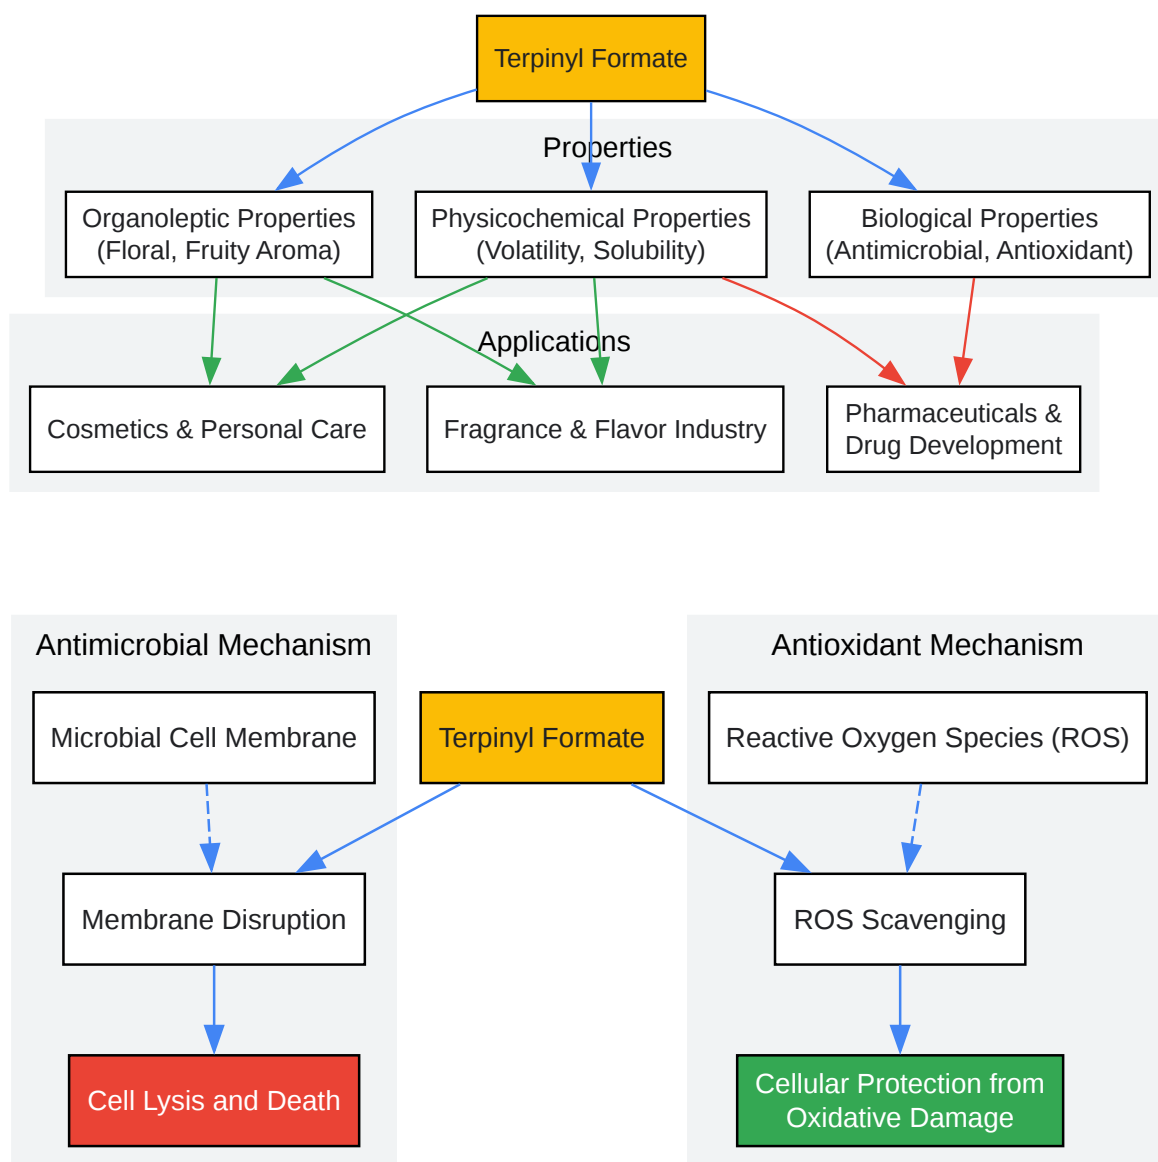 Terpinyl Formate
Properties
Organoleptic Properties
(Floral, Fruity Aroma)
Physicochemical Properties
(Volatility, Solubility)
Biological Properties
(Antimicrobial, Antioxidant)
Applications
Cosmetics & Personal Care
Fragrance & Flavor Industry
Pharmaceuticals &
Drug Development
Antimicrobial Mechanism
Antioxidant Mechanism
Microbial Cell Membrane
Terpinyl Formate
Reactive Oxygen Species (ROS)
Membrane Disruption
ROS Scavenging
Cell Lysis and Death
Cellular Protection from
Oxidative Damage